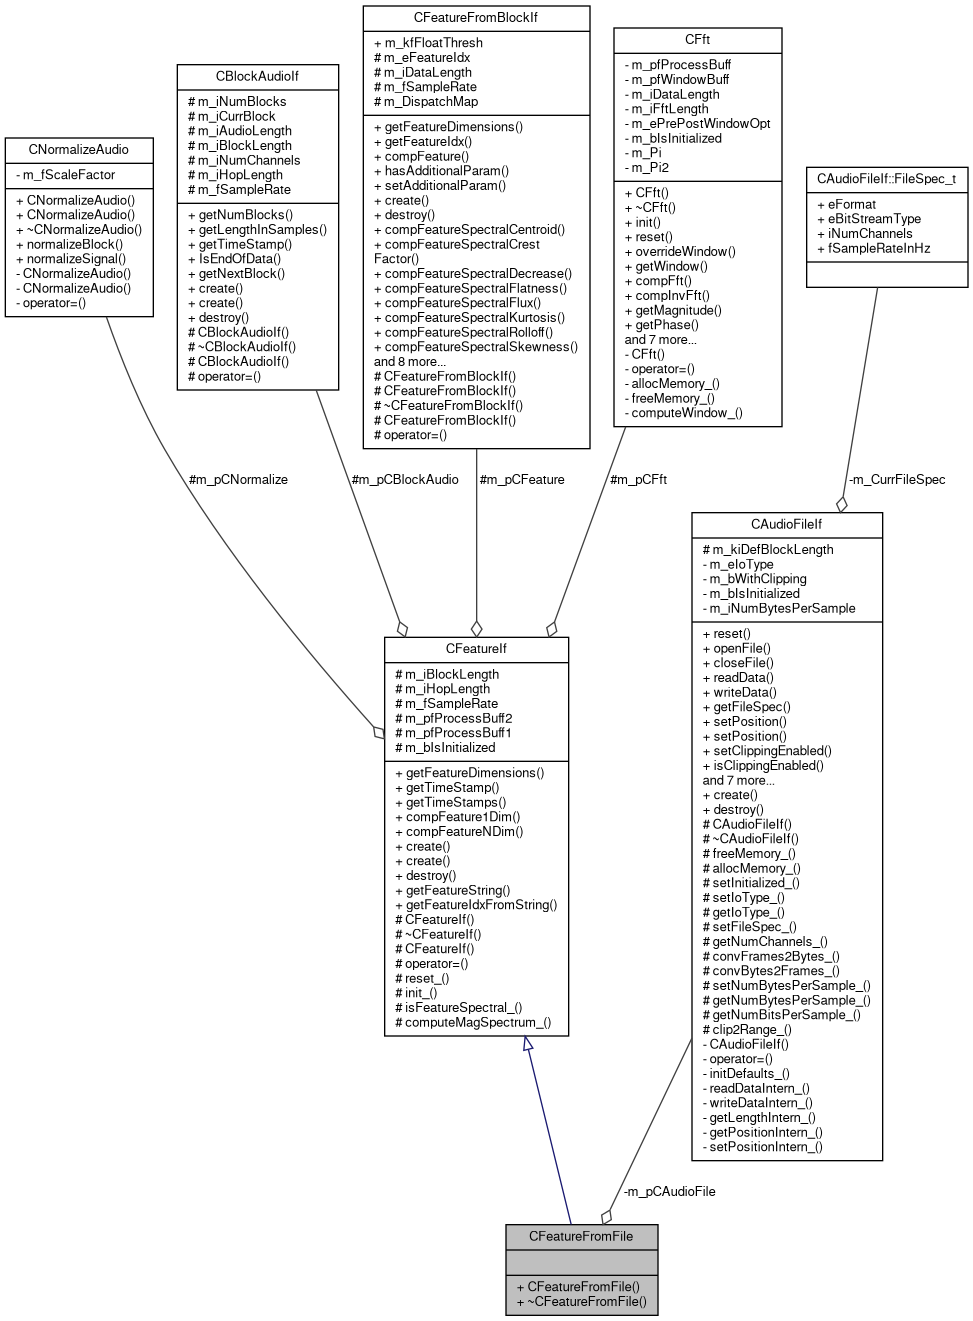 CFeatureFromBlockIf
+ m_kfFloatThresh
# m_eFeatureIdx
# m_iDataLength
# m_fSampleRate
# m_DispatchMap
+ getFeatureDimensions()
+ getFeatureIdx()
+ compFeature()
+ hasAdditionalParam()
+ setAdditionalParam()
+ create()
+ destroy()
+ compFeatureSpectralCentroid()
+ compFeatureSpectralCrest
Factor()
+ compFeatureSpectralDecrease()
+ compFeatureSpectralFlatness()
+ compFeatureSpectralFlux()
+ compFeatureSpectralKurtosis()
+ compFeatureSpectralRolloff()
+ compFeatureSpectralSkewness()
and 8 more...
# CFeatureFromBlockIf()
# CFeatureFromBlockIf()
# ~CFeatureFromBlockIf()
# CFeatureFromBlockIf()
# operator=()
CFft
- m_pfProcessBuff
- m_pfWindowBuff
- m_iDataLength
- m_iFftLength
- m_ePrePostWindowOpt
- m_bIsInitialized
- m_Pi
- m_Pi2
+ CFft()
+ ~CFft()
+ init()
+ reset()
+ overrideWindow()
+ getWindow()
+ compFft()
+ compInvFft()
+ getMagnitude()
+ getPhase()
and 7 more...
- CFft()
- operator=()
- allocMemory_()
- freeMemory_()
- computeWindow_()
CBlockAudioIf
# m_iNumBlocks
# m_iCurrBlock
# m_iAudioLength
# m_iBlockLength
# m_iNumChannels
# m_iHopLength
# m_fSampleRate
+ getNumBlocks()
+ getLengthInSamples()
+ getTimeStamp()
+ IsEndOfData()
+ getNextBlock()
+ create()
+ create()
+ destroy()
# CBlockAudioIf()
# ~CBlockAudioIf()
# CBlockAudioIf()
# operator=()
CNormalizeAudio
- m_fScaleFactor
+ CNormalizeAudio()
+ CNormalizeAudio()
+ ~CNormalizeAudio()
+ normalizeBlock()
+ normalizeSignal()
- CNormalizeAudio()
- CNormalizeAudio()
- operator=()
CAudioFileIf::FileSpec_t
+ eFormat
+ eBitStreamType
+ iNumChannels
+ fSampleRateInHz
#m_pCNormalize
#m_pCBlockAudio
#m_pCFeature
#m_pCFft
-m_CurrFileSpec
CAudioFileIf
# m_kiDefBlockLength
- m_eIoType
- m_bWithClipping
- m_bIsInitialized
- m_iNumBytesPerSample
+ reset()
+ openFile()
+ closeFile()
+ readData()
+ writeData()
+ getFileSpec()
+ setPosition()
+ setPosition()
+ setClippingEnabled()
+ isClippingEnabled()
and 7 more...
+ create()
+ destroy()
# CAudioFileIf()
# ~CAudioFileIf()
# freeMemory_()
# allocMemory_()
# setInitialized_()
# setIoType_()
# getIoType_()
# setFileSpec_()
# getNumChannels_()
# convFrames2Bytes_()
# convBytes2Frames_()
# setNumBytesPerSample_()
# getNumBytesPerSample_()
# getNumBitsPerSample_()
# clip2Range_()
- CAudioFileIf()
- operator=()
- initDefaults_()
- readDataIntern_()
- writeDataIntern_()
- getLengthIntern_()
- getPositionIntern_()
- setPositionIntern_()
CFeatureIf
# m_iBlockLength
# m_iHopLength
# m_fSampleRate
# m_pfProcessBuff2
# m_pfProcessBuff1
# m_bIsInitialized
+ getFeatureDimensions()
+ getTimeStamp()
+ getTimeStamps()
+ compFeature1Dim()
+ compFeatureNDim()
+ create()
+ create()
+ destroy()
+ getFeatureString()
+ getFeatureIdxFromString()
# CFeatureIf()
# ~CFeatureIf()
# CFeatureIf()
# operator=()
# reset_()
# init_()
# isFeatureSpectral_()
# computeMagSpectrum_()
-m_pCAudioFile
CFeatureFromFile
+ CFeatureFromFile()
+ ~CFeatureFromFile()